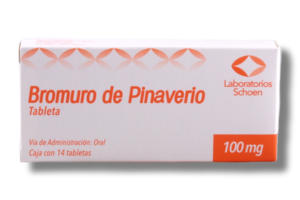 Bromuro de Pinaverio
Tableta
Laboratorios
Schoen
Vía de Administración: Oral
Caja con 14 tabletas
100 mg